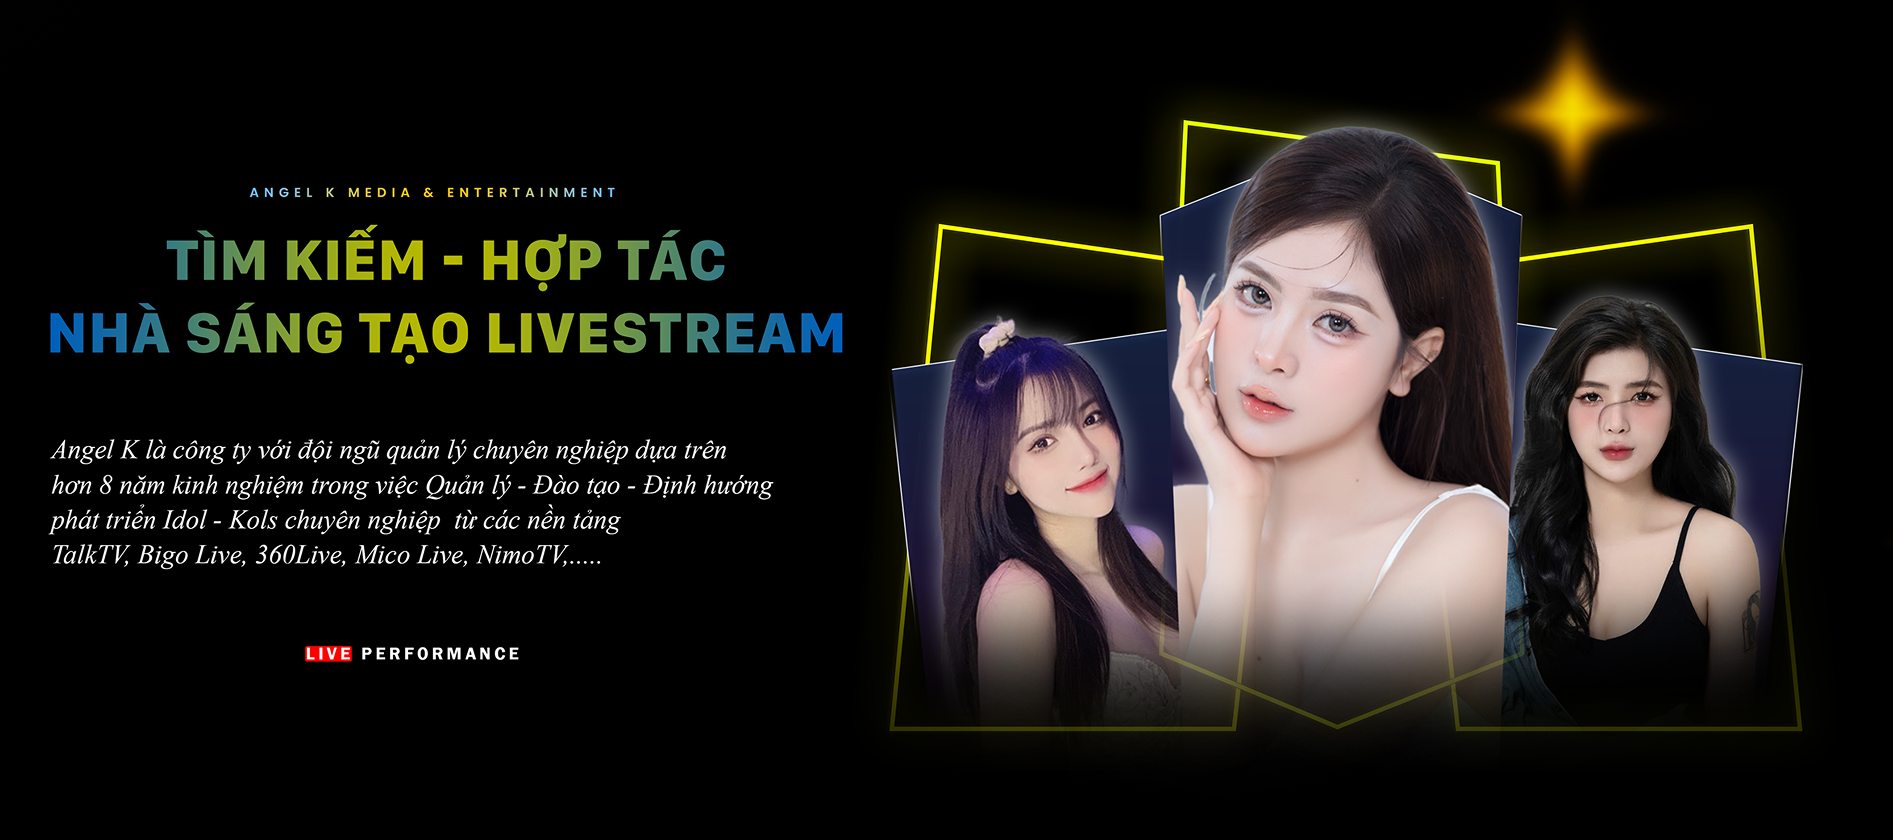 ANGEL K MEDIA & ENTERTAINMENT
TÌM KIẾM - HỢP TÁC
NHÀ SÁNG TẠO LIVESTREAM
Angel K là công ty với đội ngũ quản lý chuyên nghiệp dựa trên
hơn 8 năm kinh nghiệm trong việc Quản lý - Đào tạo - Định hướng
phát triển Idol - Kols chuyên nghiệp  từ các nền tảng
TalkTV, Bigo Live, 360Live, Mico Live, NimoTV,.....
LIVE PERFORMANCE